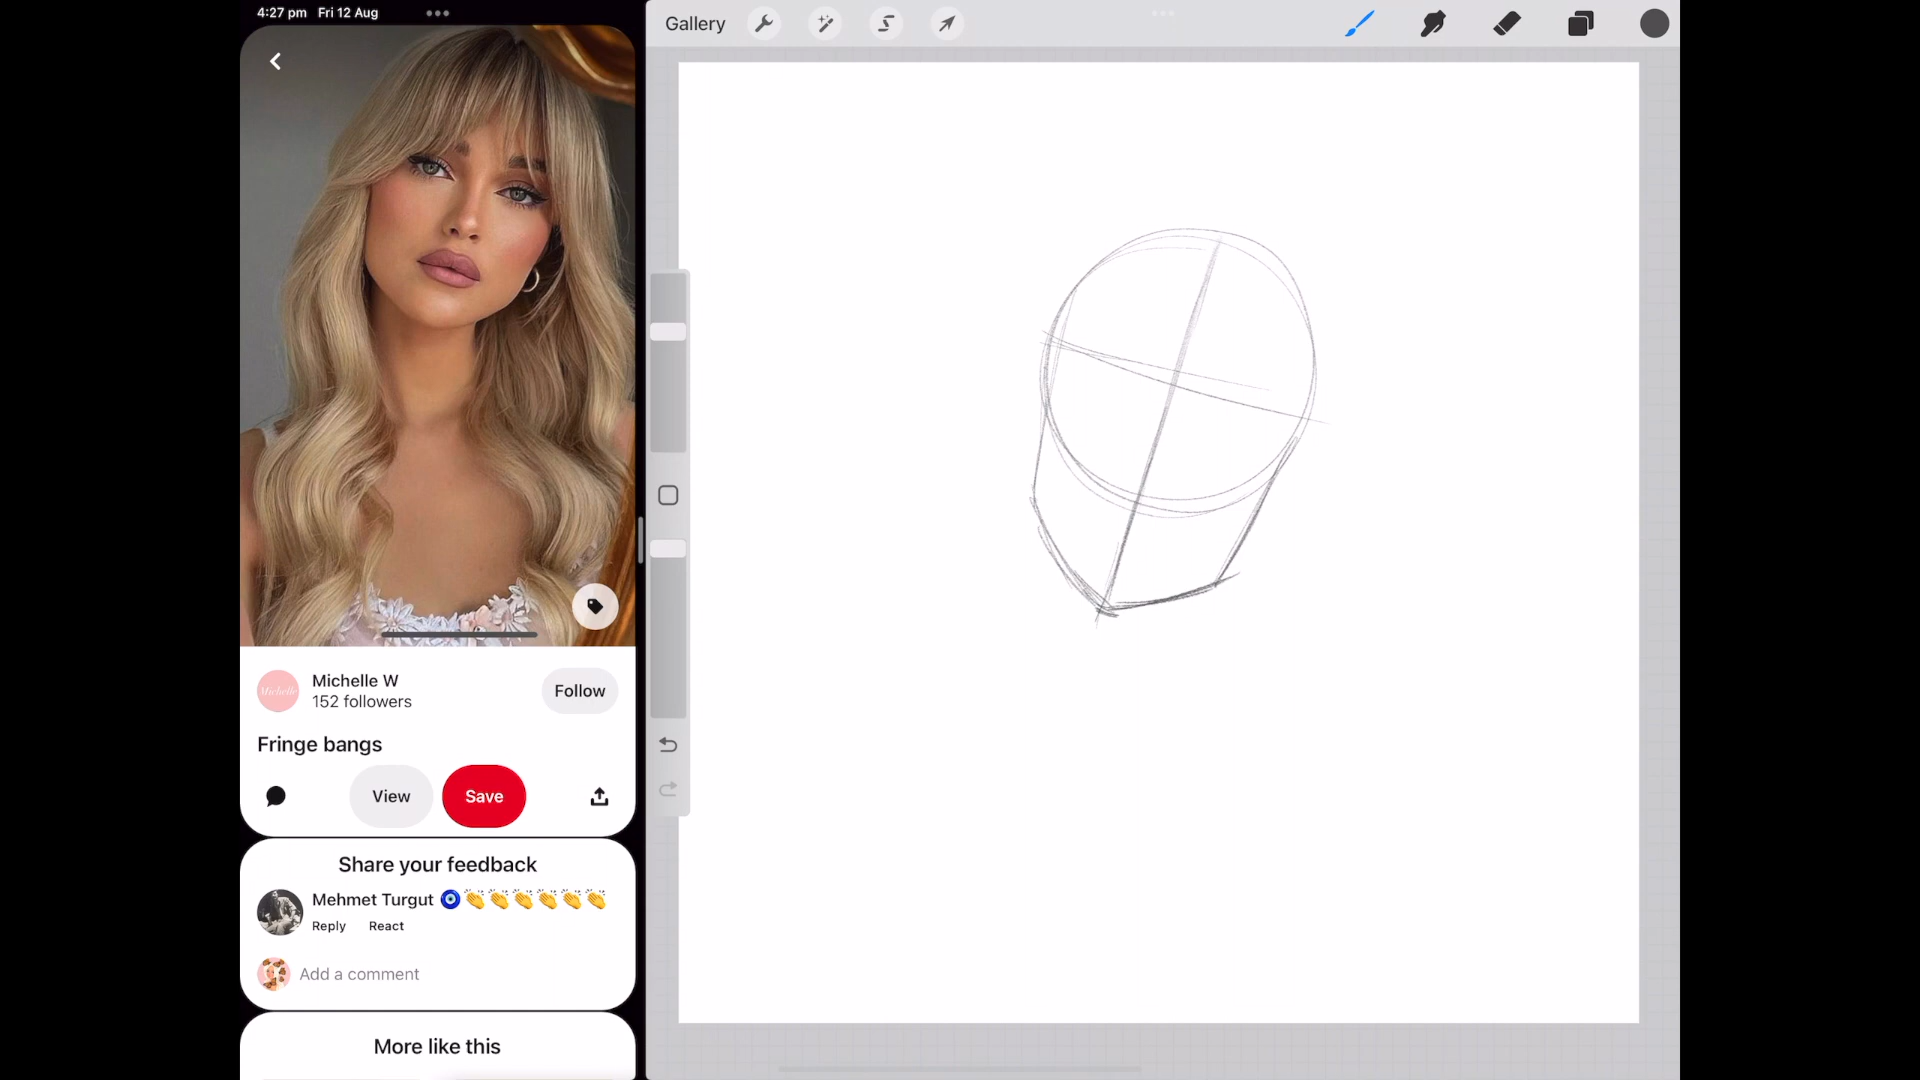 4:27 pm Fri 12 Aug
Gallery
Michelle
Michelle W
152 followers
Follow
Fringe bangs
View
Save
Share your feedback
Mehmet Turgut 🧿👏👏👏👏👏👏
Reply React
Add a comment
More like this